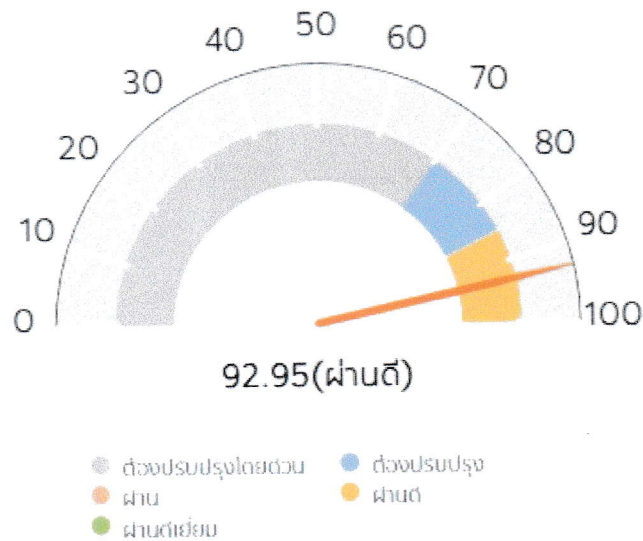 50
40 60
30 70
20 80
10 90
0 100
92.95(ผ่านดี)
ต้องปรับปรุงโดยด่วน ต้องปรับปรุง
ผ่าน ผ่านดี
ผ่านดีเยี่ยม